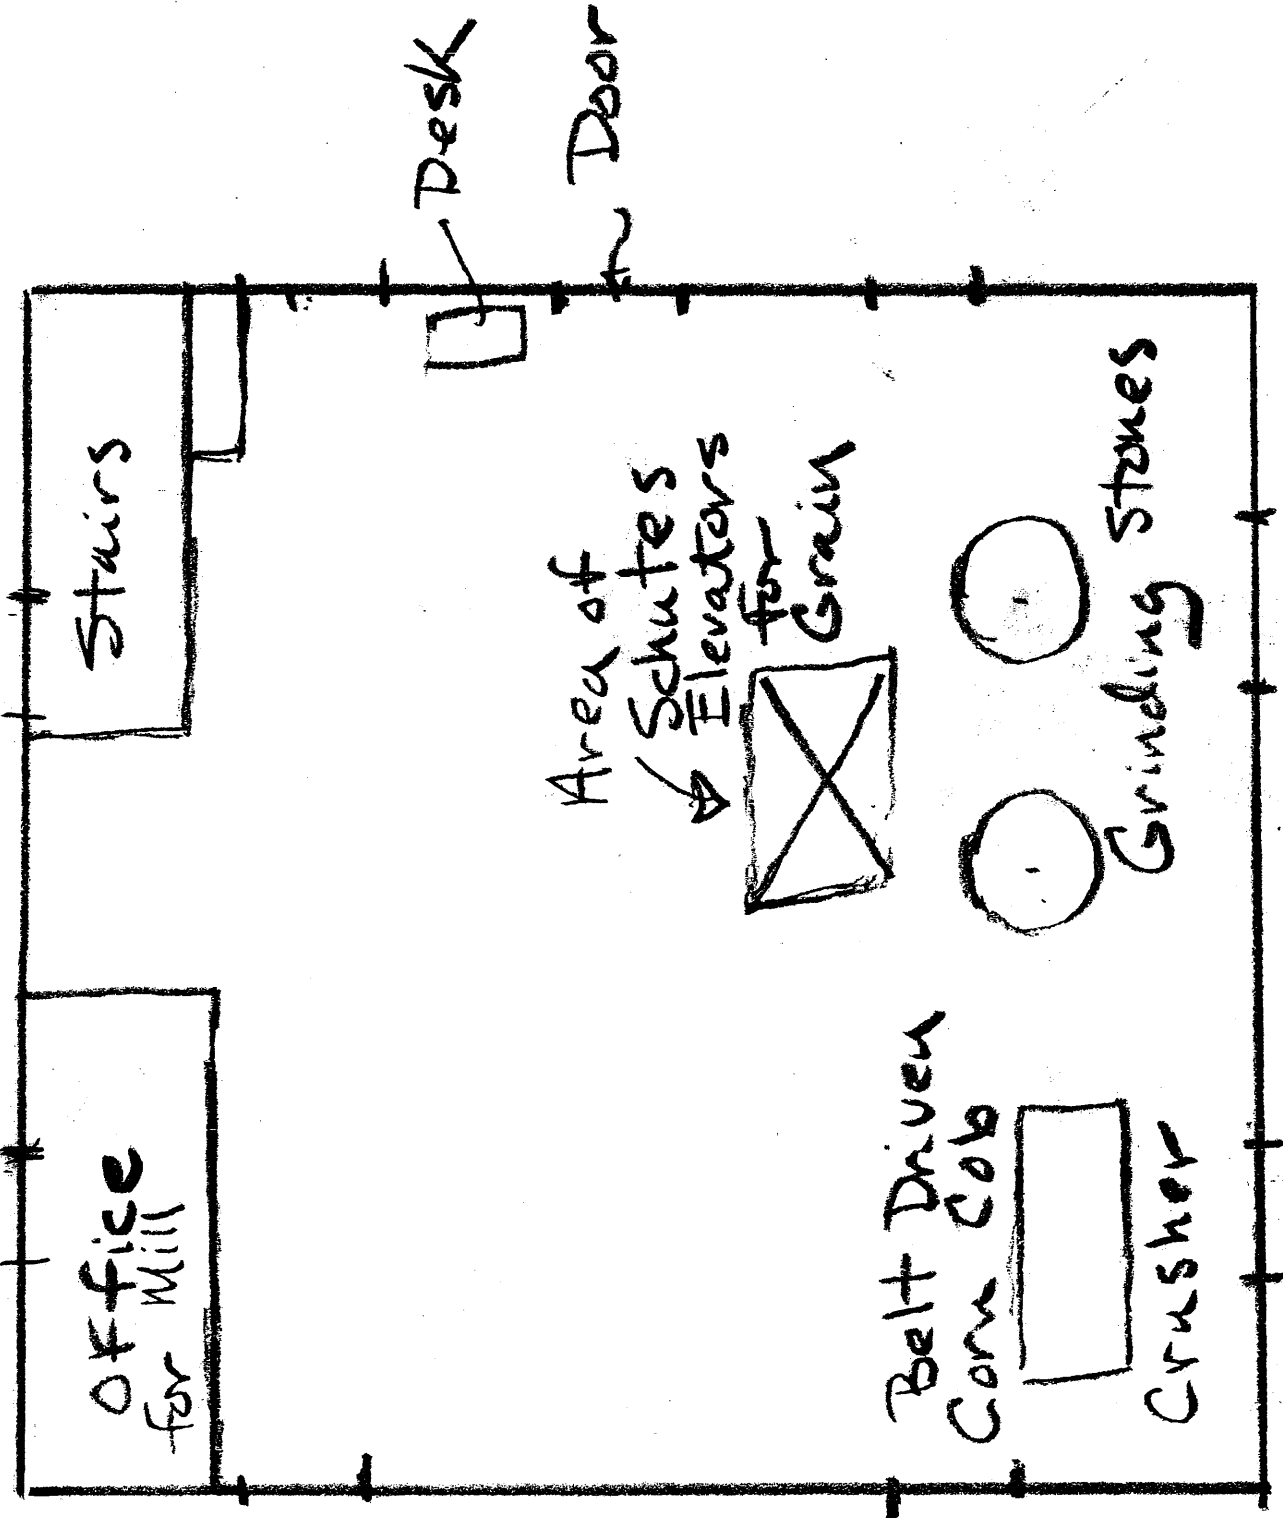 Office
for Mill
Stairs
Desk
Door
Area of
Schutes
Elevators
for
Grain
Belt Driven
Corn Cob
Crusher
Grinding Stones